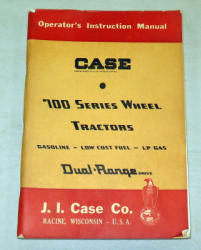 Operator's Instruction Manual
CASE
700 SERIES WHEEL
TRACTORS
GASOLINE - LOW COST FUEL - LP GAS
Dual-Range DRIVE
J. I. Case Co.
RACINE, WISCONSIN - U.S.A.